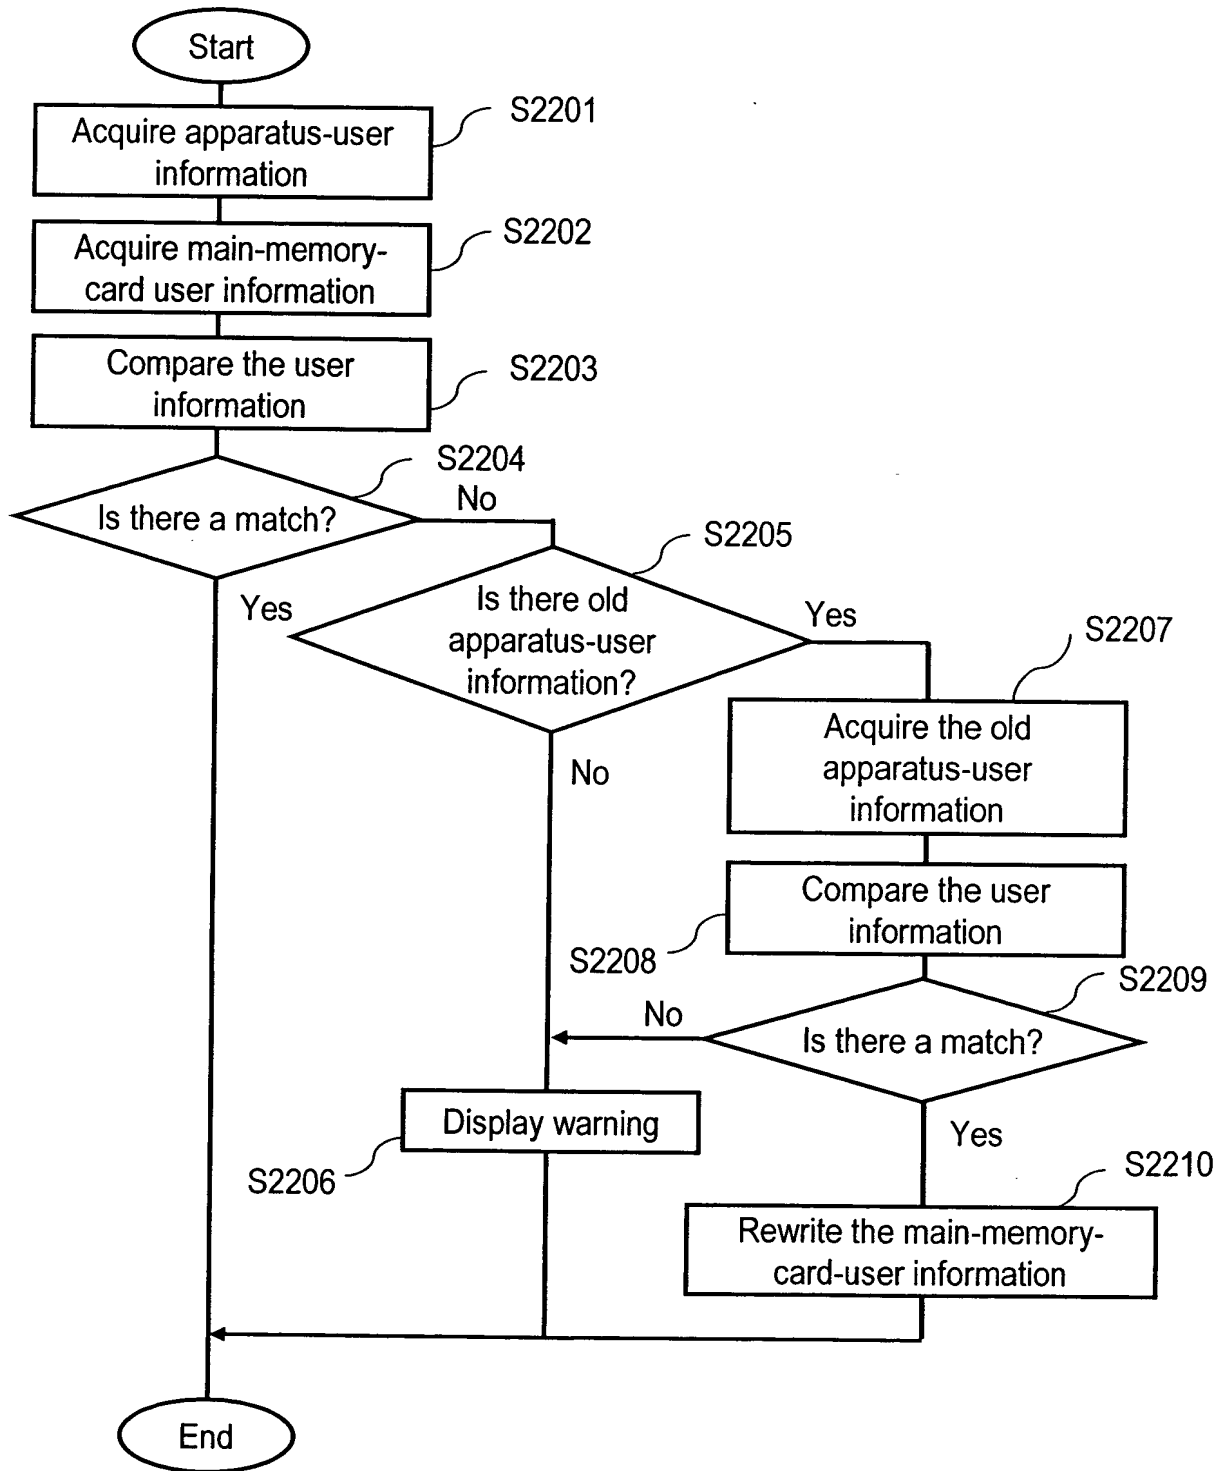 Start
S2201
Acquire apparatus-user
information
S2202
Acquire main-memory-
card user information
S2203
Compare the user
information
S2204
Is there a match?
No
Yes
S2205
Is there old
apparatus-user
information?
Yes
No
S2207
Acquire the old
apparatus-user
information
Compare the user
information
S2208
S2209
Is there a match?
No
Yes
Display warning
S2206
S2210
Rewrite the main-memory-
card-user information
End